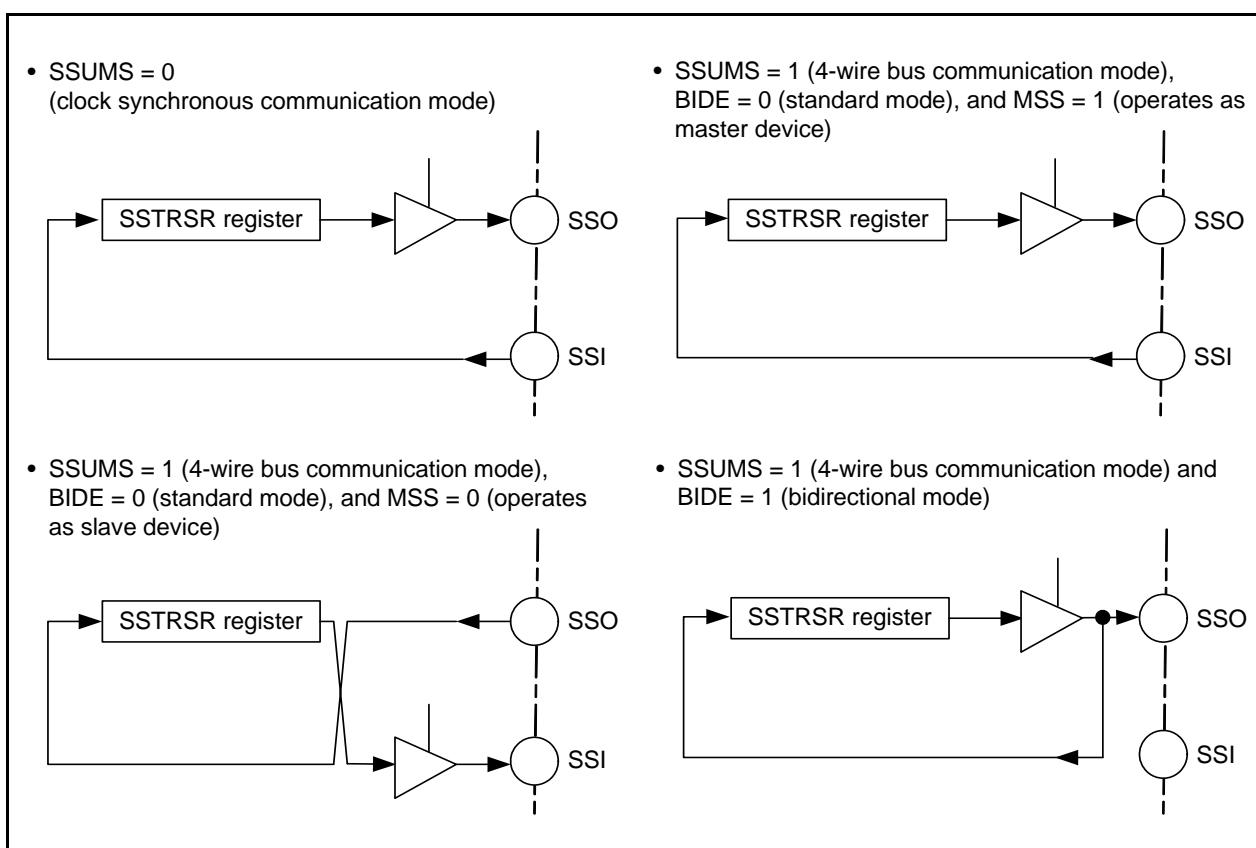 • SSUMS = 0
(clock synchronous communication mode)
SSTRSR register
SSO
SSI
• SSUMS = 1 (4-wire bus communication mode),
BIDE = 0 (standard mode), and MSS = 1 (operates as
master device)
SSTRSR register
SSO
SSI
• SSUMS = 1 (4-wire bus communication mode),
BIDE = 0 (standard mode), and MSS = 0 (operates
as slave device)
SSTRSR register
SSO
SSI
• SSUMS = 1 (4-wire bus communication mode) and
BIDE = 1 (bidirectional mode)
SSTRSR register
SSO
SSI